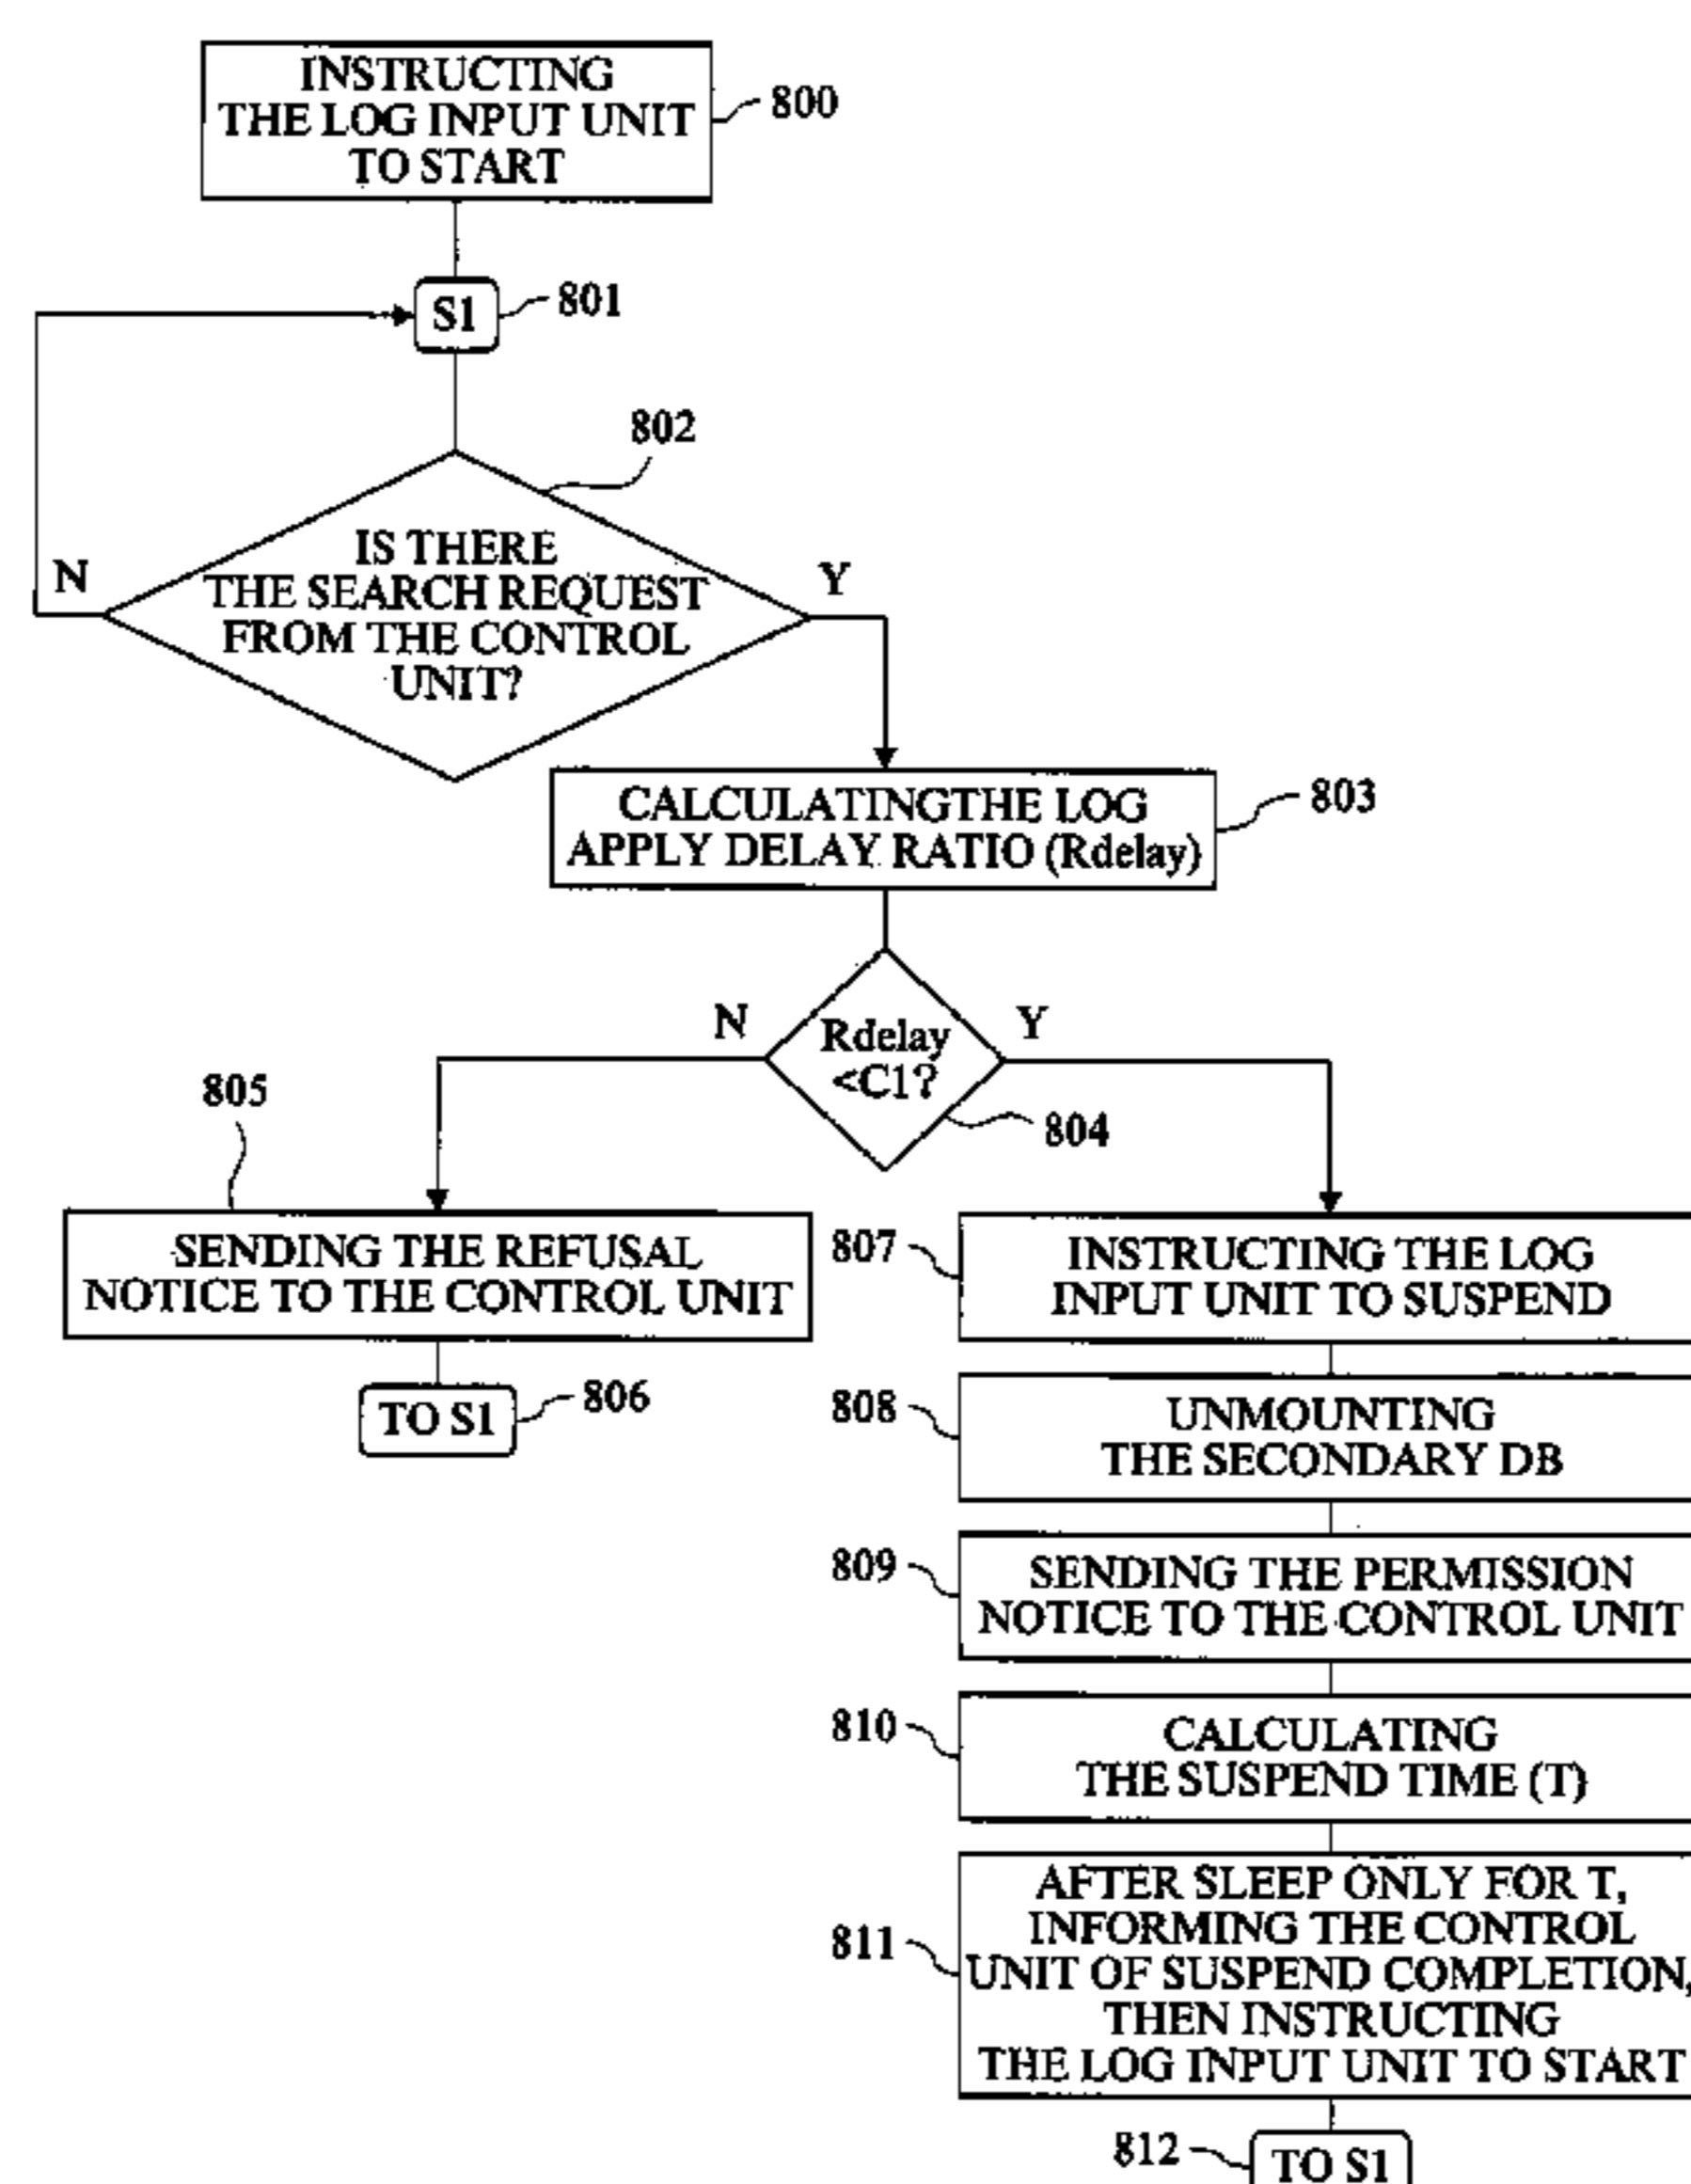 INSTRUCTING
THE LOG INPUT UNIT
TO START
800
S1
801
802
IS THERE
THE SEARCH REQUEST
FROM THE CONTROL
UNIT?
N
Y
CALCULATINGTHE LOG
APPLY DELAY RATIO (Rdelay)
803
N
Y
Rdelay
<C1?
804
805
SENDING THE REFUSAL
NOTICE TO THE CONTROL UNIT
TO S1
806
807
INSTRUCTING THE LOG
INPUT UNIT TO SUSPEND
808
UNMOUNTING
THE SECONDARY DB
809
SENDING THE PERMISSION
NOTICE TO THE CONTROL UNIT
810
CALCULATING
THE SUSPEND TIME (T)
811
AFTER SLEEP ONLY FOR T,
INFORMING THE CONTROL
UNIT OF SUSPEND COMPLETION,
THEN INSTRUCTING
THE LOG INPUT UNIT TO START
812
TO S1